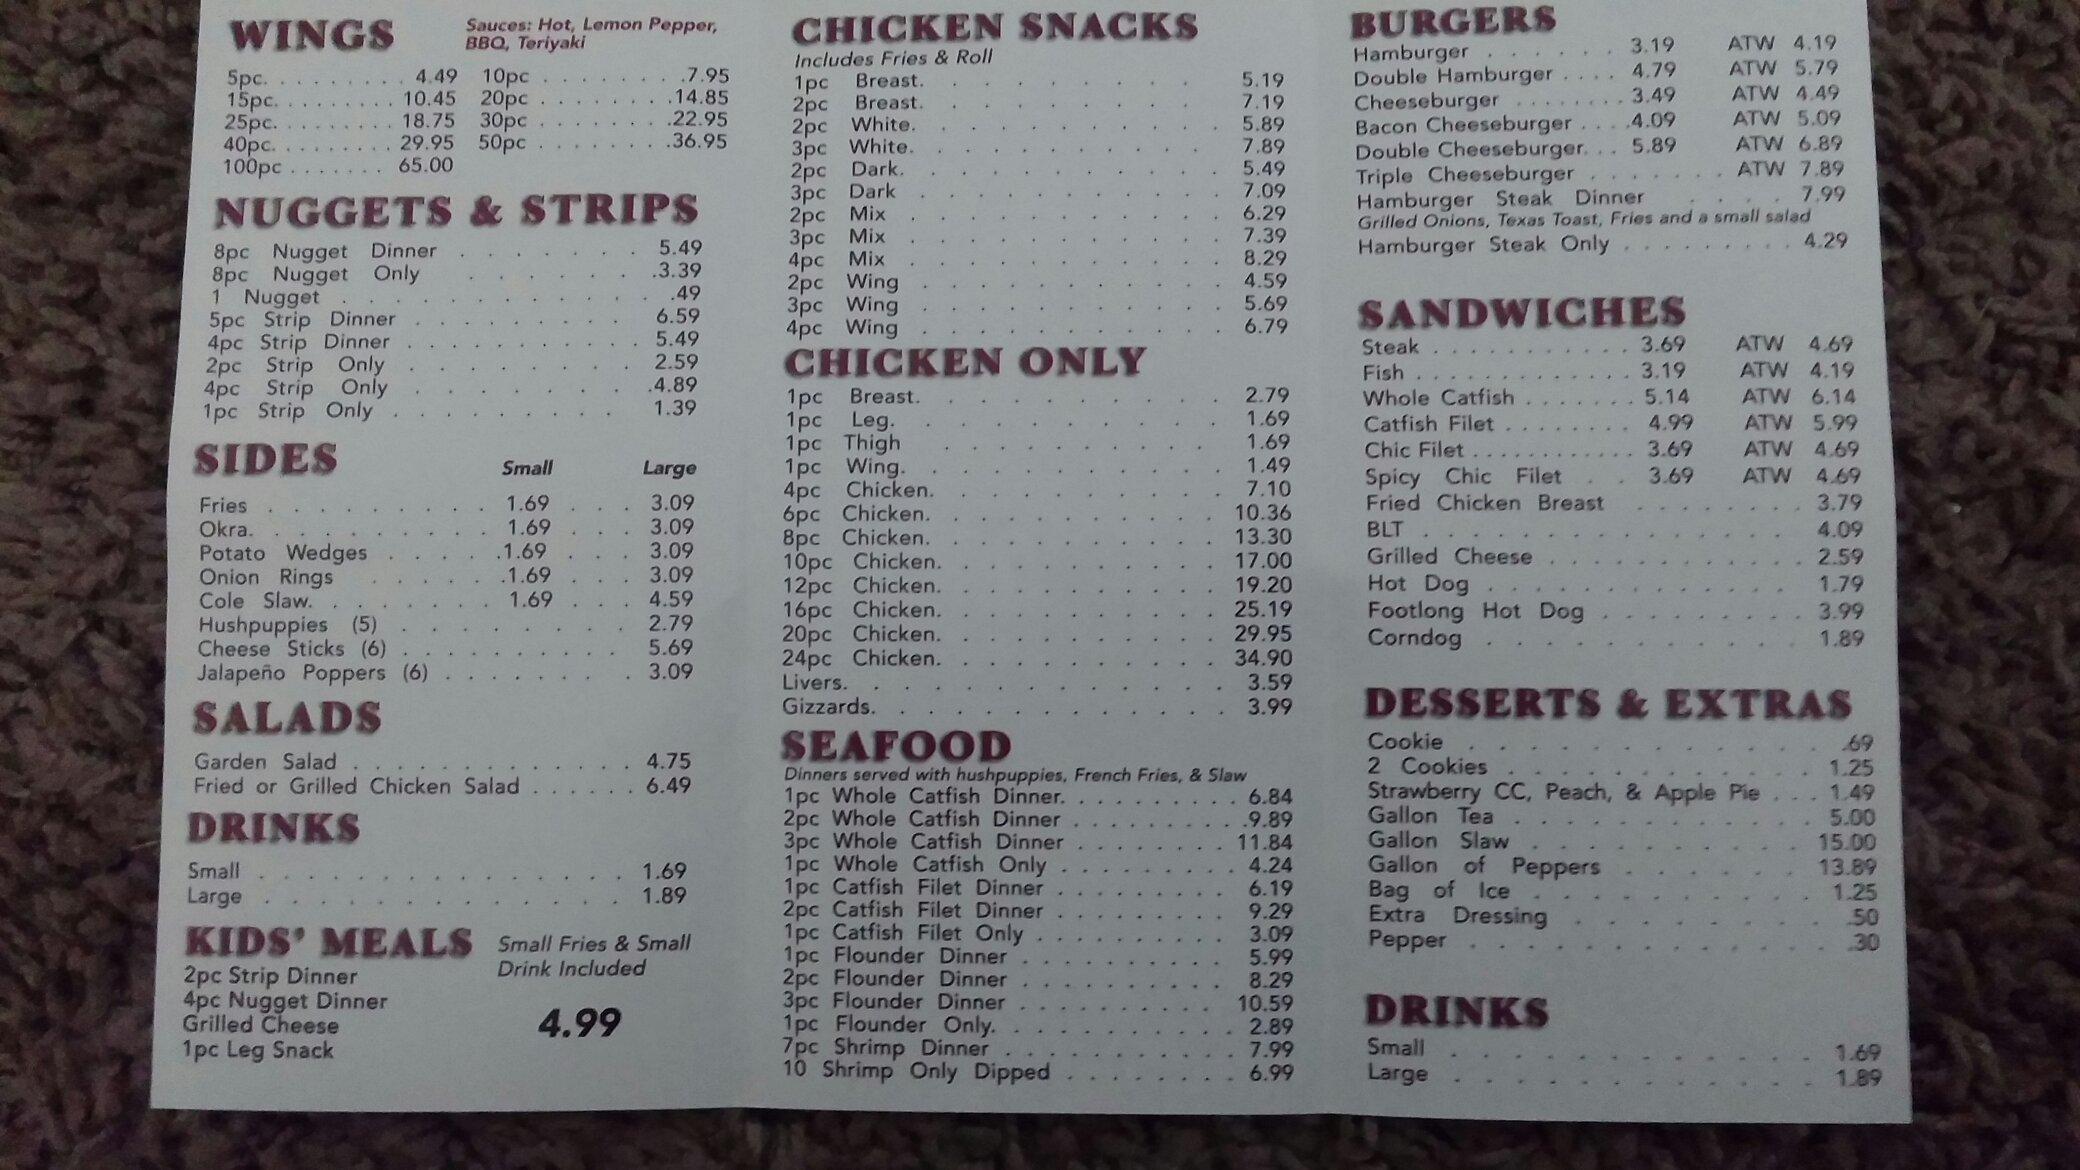 WINGS Sauces: Hot, Lemon Pepper,
BBQ, Teriyaki
5pc. . . . . . . . . 4.49 10pc . . . . . . . .7.95
15pc. . . . . . . . . 10.45 20pc . . . . . . . .14.85
25pc. . . . . . . . . 18.75 30pc . . . . . . . .22.95
40pc. . . . . . . . . 29.95 50pc . . . . . . . .36.95
100pc . . . . . . . 65.00
NUGGETS & STRIPS
8pc Nugget Dinner . . . . . . . 5.49
8pc Nugget Only . . . . . . .3.39
1 Nugget . . . . . . . . . . . .49
5pc Strip Dinner . . . . . . . . . 6.59
4pc Strip Dinner . . . . . . . . . 5.49
2pc Strip Only . . . . . . . . . 2.59
4pc Strip Only . . . . . . . . .4.89
1pc Strip Only . . . . . . . . . 1.39
SIDES Small Large
Fries . . . . . . . . . . 1.69 . . . 3.09
Okra. . . . . . . . . . 1.69 . . . 3.09
Potato Wedges . . . . .1.69 . . . 3.09
Onion Rings . . . . . .1.69 . . . 3.09
Cole Slaw. . . . . . . . 1.69 . . . 4.59
Hushpuppies (5) . . . . . . . . . 2.79
Cheese Sticks (6) . . . . . . . . . 5.69
Jalapeño Poppers (6) . . . . . . . . 3.09
SALADS
Garden Salad . . . . . . . . . . . . 4.75
Fried or Grilled Chicken Salad . . . . . . 6.49
DRINKS
Small . . . . . . . . . . . . . . 1.69
Large . . . . . . . . . . . . . . 1.89
KIDS' MEALS Small Fries & Small
Drink Included
2pc Strip Dinner
4pc Nugget Dinner
Grilled Cheese 4.99
1pc Leg Snack
CHICKEN SNACKS
Includes Fries & Roll
1pc Breast. . . . . . . . . 5.19
2pc Breast. . . . . . . . . 7.19
2pc White. . . . . . . . . . 5.89
3pc White. . . . . . . . . . 7.89
2pc Dark. . . . . . . . . . 5.49
3pc Dark . . . . . . . . . . 7.09
2pc Mix . . . . . . . . . . 6.29
3pc Mix . . . . . . . . . . 7.39
4pc Mix . . . . . . . . . . 8.29
2pc Wing . . . . . . . . . . 4.59
3pc Wing . . . . . . . . . . 5.69
4pc Wing . . . . . . . . . . 6.79
CHICKEN ONLY
1pc Breast. . . . . . . . . . 2.79
1pc Leg. . . . . . . . . . . 1.69
1pc Thigh . . . . . . . . . . 1.69
1pc Wing. . . . . . . . . . 1.49
4pc Chicken. . . . . . . . . . 7.10
6pc Chicken. . . . . . . . . . 10.36
8pc Chicken. . . . . . . . . . 13.30
10pc Chicken. . . . . . . . . . 17.00
12pc Chicken. . . . . . . . . . 19.20
16pc Chicken. . . . . . . . . . 25.19
20pc Chicken. . . . . . . . . . 29.95
24pc Chicken. . . . . . . . . . 34.90
Livers. . . . . . . . . . . . . . 3.59
Gizzards. . . . . . . . . . . . . 3.99
SEAFOOD
Dinners served with hushpuppies, French Fries, & Slaw
1pc Whole Catfish Dinner. . . . . . . . . 6.84
2pc Whole Catfish Dinner . . . . . . . . .9.89
3pc Whole Catfish Dinner . . . . . . . . 11.84
1pc Whole Catfish Only . . . . . . . . . 4.24
1pc Catfish Filet Dinner . . . . . . . . . 6.19
2pc Catfish Filet Dinner . . . . . . . . . 9.29
1pc Catfish Filet Only . . . . . . . . . . 3.09
1pc Flounder Dinner . . . . . . . . . . 5.99
2pc Flounder Dinner . . . . . . . . . . 8.29
3pc Flounder Dinner . . . . . . . . . . 10.59
1pc Flounder Only. . . . . . . . . . . 2.89
7pc Shrimp Dinner . . . . . . . . . . . 7.99
10 Shrimp Only Dipped . . . . . . . . 6.99
BURGERS
Hamburger . . . . . . 3.19 ATW 4.19
Double Hamburger . . . . 4.79 ATW 5.79
Cheeseburger . . . . . . . . 3.49 ATW 4.49
Bacon Cheeseburger . . . .4.09 ATW 5.09
Double Cheeseburger. . . 5.89 ATW 6.89
Triple Cheeseburger . . . . . . . ATW 7.89
Hamburger Steak Dinner . . . . 7.99
Grilled Onions, Texas Toast, Fries and a small salad
Hamburger Steak Only . . . . . . . . . 4.29
SANDWICHES
Steak . . . . . . . . . . . 3.69 ATW 4.69
Fish . . . . . . . . . . . . . 3.19 ATW 4.19
Whole Catfish . . . . . . . 5.14 ATW 6.14
Catfish Filet . . . . . . . . 4.99 ATW 5.99
Chic Filet . . . . . . . . . . . 3.69 ATW 4.69
Spicy Chic Filet . . 3.69 ATW 4.69
Fried Chicken Breast . . . . . . . . 3.79
BLT . . . . . . . . . . . . . . 4.09
Grilled Cheese . . . . . . . . . . . 2.59
Hot Dog . . . . . . . . . . . . 1.79
Footlong Hot Dog . . . . . . . . . 3.99
Corndog . . . . . . . . . . . . 1.89
DESSERTS & EXTRAS
Cookie . . . . . . . . . . . . . .69
2 Cookies . . . . . . . . . . . . 1.25
Strawberry CC, Peach, & Apple Pie . . . 1.49
Gallon Tea . . . . . . . . . . . . 5.00
Gallon Slaw . . . . . . . . . . . 15.00
Gallon of Peppers . . . . . . . 13.89
Bag of Ice . . . . . . . . . . . 1.25
Extra Dressing . . . . . . . . . .50
Pepper . . . . . . . . . . . . . .30
DRINKS
Small . . . . . . . . . . . . 1.69
Large . . . . . . . . . . . . 1.89